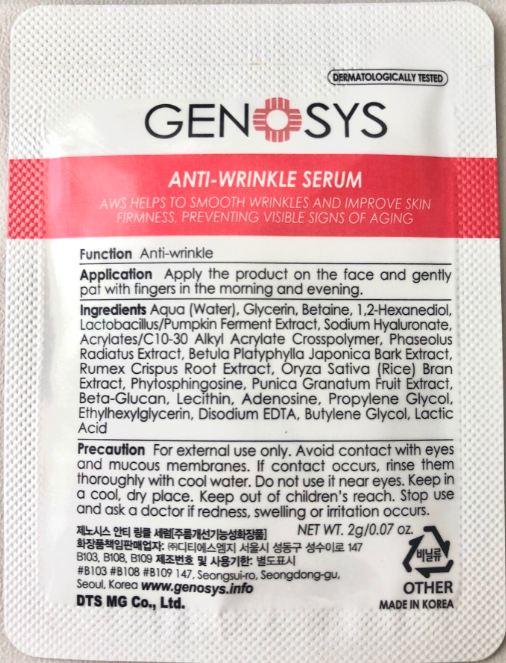 DERMATOLOGICALLY TESTED
GENOSYS
ANTI-WRINKLE SERUM
AWS HELPS TO SMOOTH WRINKLES AND IMPROVE SKIN
FIRMNESS, PREVENTING VISIBLE SIGNS OF AGING
Function Anti-wrinkle
Application Apply the product on the face and gently
pat with fingers in the morning and evening.
Ingredients Aqua (Water), Glycerin, Betaine, 1,2-Hexanediol,
Lactobacillus/Pumpkin Ferment Extract, Sodium Hyaluronate,
Acrylates/C10-30 Alkyl Acrylate Crosspolymer, Phaseolus
Radiatus Extract, Betula Platyphylla Japonica Bark Extract,
Rumex Crispus Root Extract, Oryza Sativa (Rice) Bran
Extract, Phytosphingosine, Punica Granatum Fruit Extract,
Beta-Glucan, Lecithin, Adenosine, Propylene Glycol,
Ethylhexylglycerin, Disodium EDTA, Butylene Glycol, Lactic
Acid
Precaution For external use only. Avoid contact with eyes
and mucous membranes. If contact occurs, rinse them
thoroughly with cool water. Do not use it near eyes. Keep in
a cool, dry place. Keep out of children's reach. Stop use
and ask a doctor if redness, swelling or irritation occurs.
제노시스 안티 링클 세럼[주름개선기능성화장품]
NET WT. 2g/0.07 oz.
화장품책임판매업자: ㈜디티에스엠지 서울시 성동구 성수이로 147
B103, B108, B109 제조번호 및 사용기한: 별도표시
#B103 #B108 #B109 147, Seongsui-ro, Seongdong-gu,
Seoul, Korea www.genosys.info
DTS MG Co., Ltd.
비닐류
OTHER
MADE IN KOREA